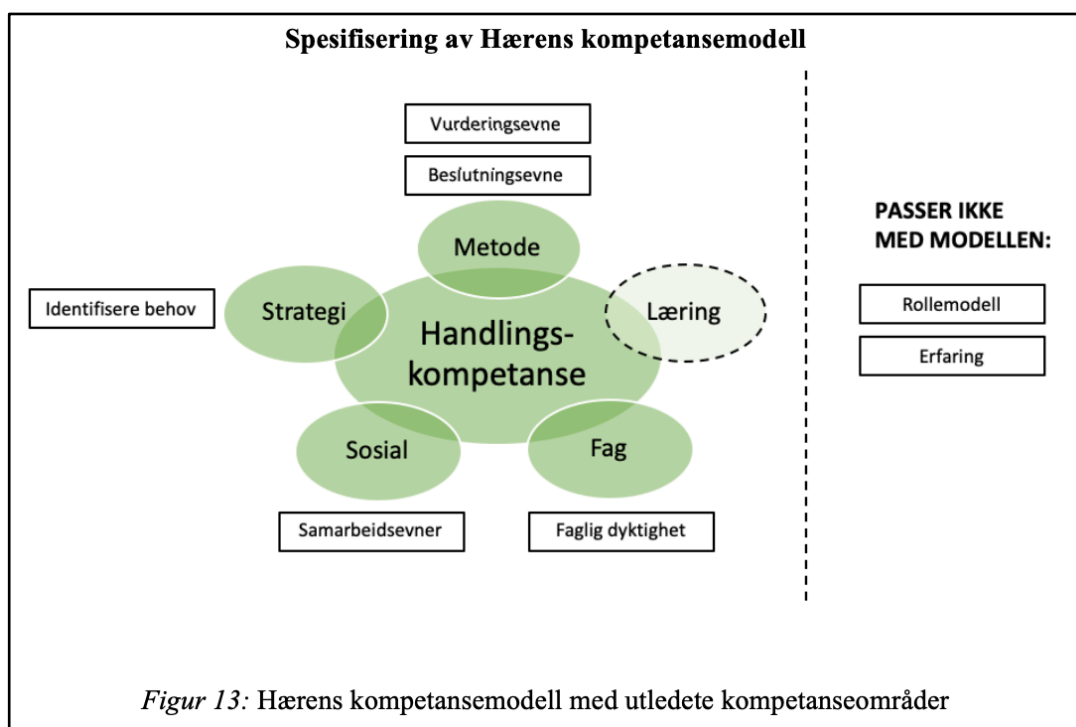 Spesifisering av Hærens kompetansemodell
Vurderingsevne
Beslutningsevne
Metode
Identifisere behov
Strategi
Læring
Handlings-
kompetanse
Sosial
Fag
Samarbeidsevner
Faglig dyktighet
PASSER IKKE
MED MODELLEN:
Rollemodell
Erfaring
Figur 13: Hærens kompetansemodell med utledete kompetanseområder